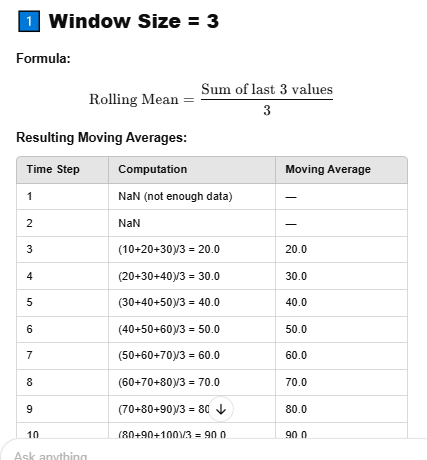 1 Window Size = 3
Formula:
Rolling Mean = Sum of last 3 values / 3
Resulting Moving Averages:
Time Step Computation Moving Average
1 NaN (not enough data) —
2 NaN —
3 (10+20+30)/3 = 20.0 20.0
4 (20+30+40)/3 = 30.0 30.0
5 (30+40+50)/3 = 40.0 40.0
6 (40+50+60)/3 = 50.0 50.0
7 (50+60+70)/3 = 60.0 60.0
8 (60+70+80)/3 = 70.0 70.0
9 (70+80+90)/3 = 80 80.0
10 (80+90+100)/3 = 90.0 90.0
Ask anything